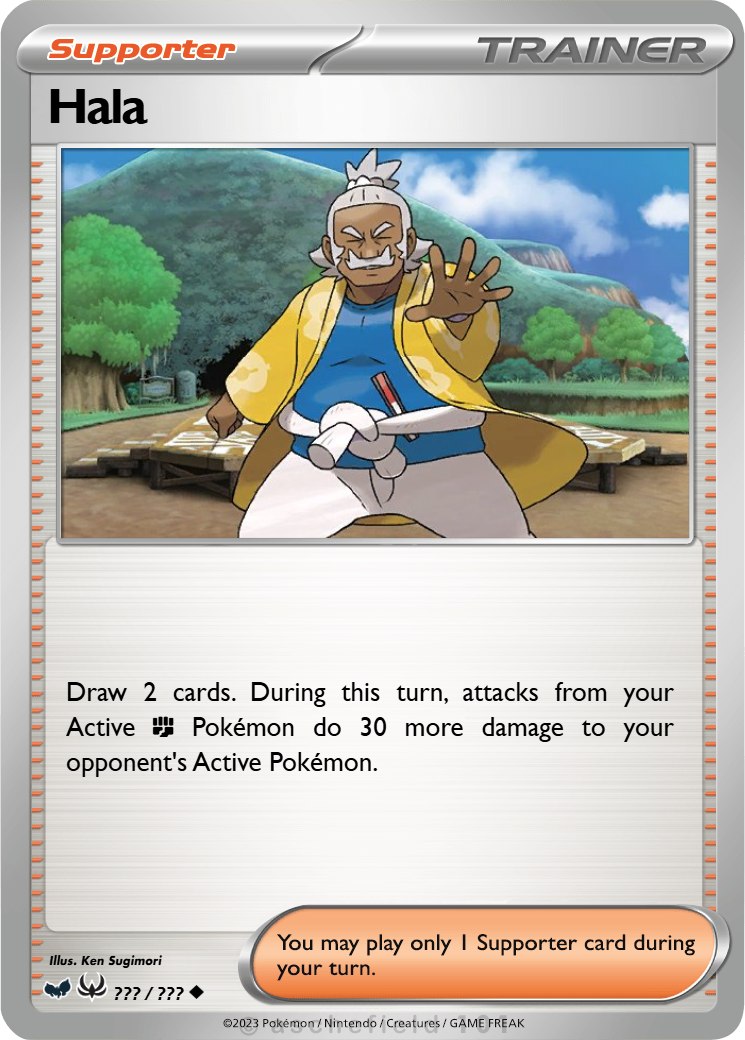 Supporter
TRAINER
Hala
Draw 2 cards. During this turn, attacks from your
Active Pokémon do 30 more damage to your
opponent's Active Pokémon.
You may play only 1 Supporter card during
your turn.
Illus. Ken Sugimori
??? / ???
©2023 Pokémon / Nintendo / Creatures / GAME FREAK